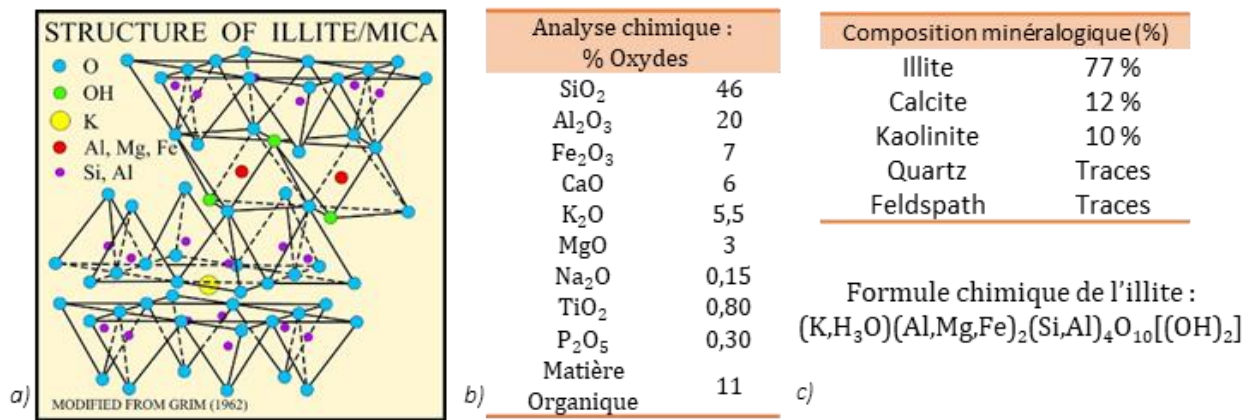 STRUCTURE OF ILLITE/MICA
O
OH
K
Al, Mg, Fe
Si, Al
MODIFIED FROM GRIM (1962)
a)
Analyse chimique :
% Oxydes
SiO₂ 46
Al₂O₃ 20
Fe₂O₃ 7
CaO 6
K₂O 5,5
MgO 3
Na₂O 0,15
TiO₂ 0,80
P₂O₅ 0,30
Matière
Organique 11
b)
Composition minéralogique (%)
Illite 77 %
Calcite 12 %
Kaolinite 10 %
Quartz Traces
Feldspath Traces
Formule chimique de l’illite :
(K,H₃O)(Al,Mg,Fe)₂(Si,Al)₄O₁₀[(OH)₂]
c)